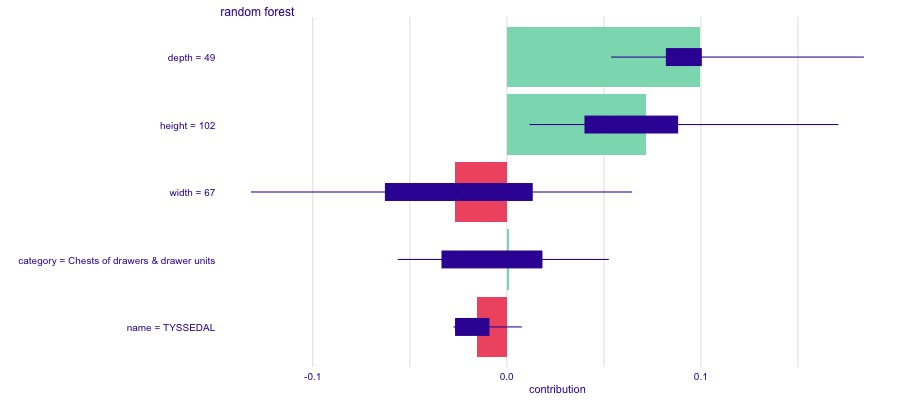 random forest
depth = 49
height = 102
width = 67
category = Chests of drawers & drawer units
name = TYSSEDAL
-0.1 0.0 0.1
contribution